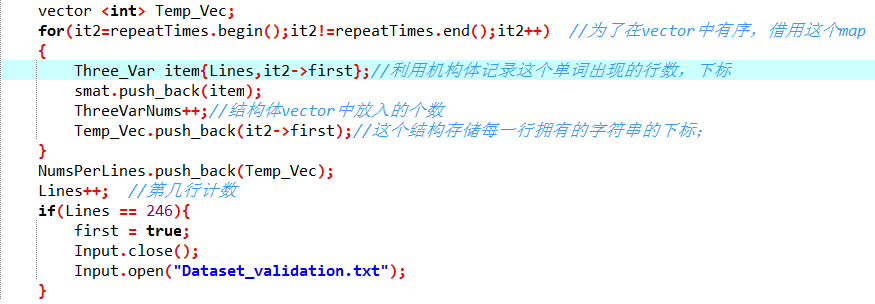 vector <int> Temp_Vec;
for(it2=repeatTimes.begin();it2!=repeatTimes.end();it2++)  //为了在vector中有序，借用这个map
{
    Three_Var item{Lines,it2->first};//利用机构体记录这个单词出现的行数，下标
    smat.push_back(item);
    ThreeVarNums++;//结构体vector中放入的个数
    Temp_Vec.push_back(it2->first);//这个结构存储每一行拥有的字符串的下标；
}
NumsPerLines.push_back(Temp_Vec);
Lines++;  //第几行计数
if(Lines == 246){
    first = true;
    Input.close();
    Input.open("Dataset_validation.txt");
}